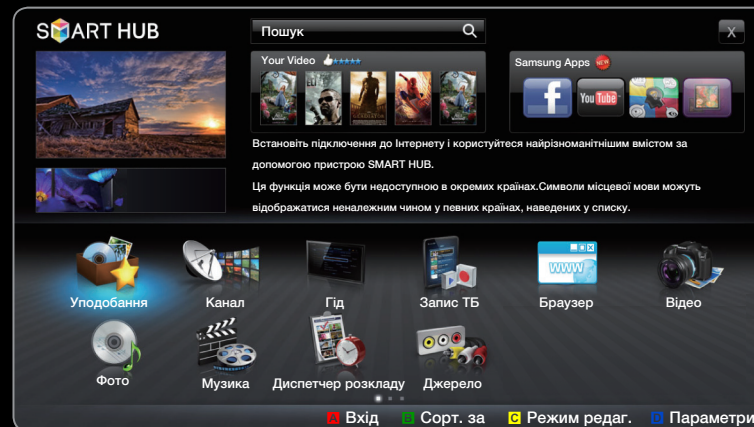 SMART HUB
Пошук
X
Your Video
Samsung Apps NEW
You Tube
Встановіть підключення до Інтернету і користуйтеся найрізноманітнішим вмістом за
допомогою пристрою SMART HUB.
Ця функція може бути недоступною в окремих країнах.Символи місцевої мови можуть
відображатися неналежним чином у певних країнах, наведених у списку.
www
Уподобання Канал Гід Запис ТБ Браузер Відео
Фото Музика Диспетчер розкладу Джерело
A Вхід B Сорт. за C Режим редаг. D Параметри